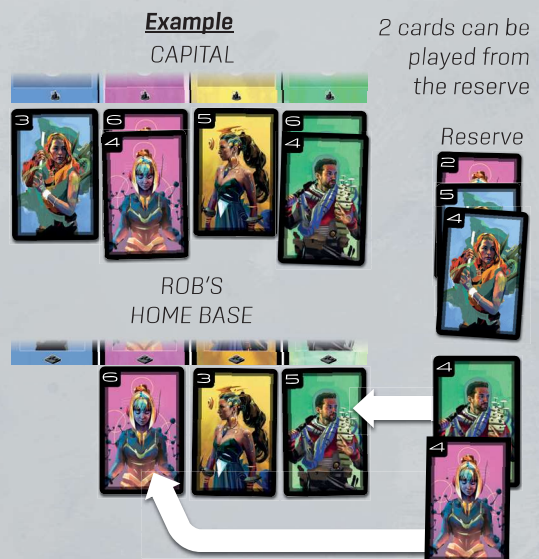 Example
CAPITAL
2 cards can be
played from
the reserve
3
6
4
5
6
4
Reserve
2
5
4
ROB'S
HOME BASE
6
3
5
4
4